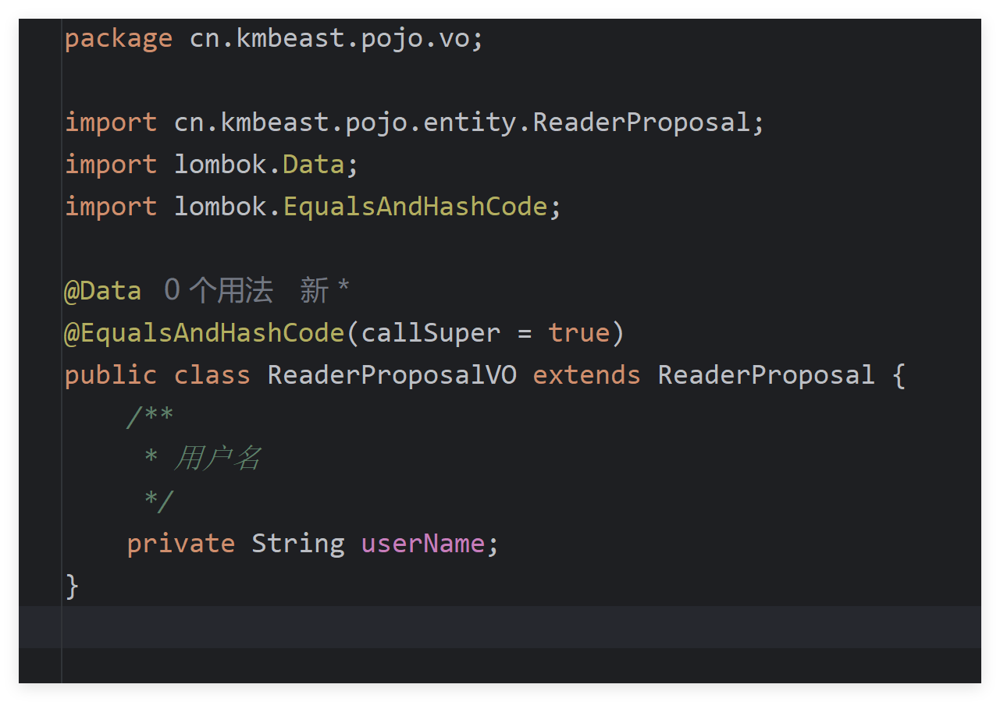 package cn.kmbeast.pojo.vo;
import cn.kmbeast.pojo.entity.ReaderProposal;
import lombok.Data;
import lombok.EqualsAndHashCode;
@Data 0 个用法 新 *
@EqualsAndHashCode(callSuper = true)
public class ReaderProposalVO extends ReaderProposal {
/**
* 用户名
*/
private String userName;
}